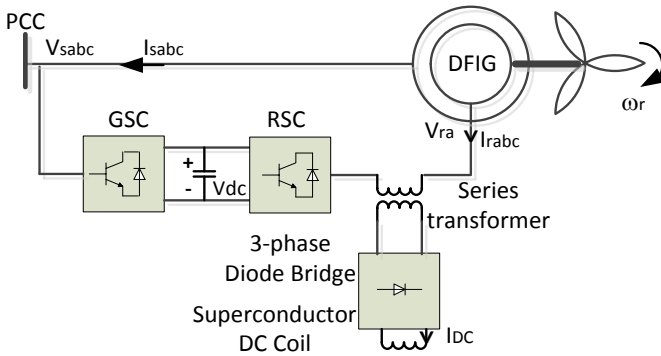 PCC
Vsabc
Isabc
DFIG
ωr
GSC
RSC
Vra
Irabc
+
-
Vdc
Series
transformer
3-phase
Diode Bridge
Superconductor
DC Coil
IDC